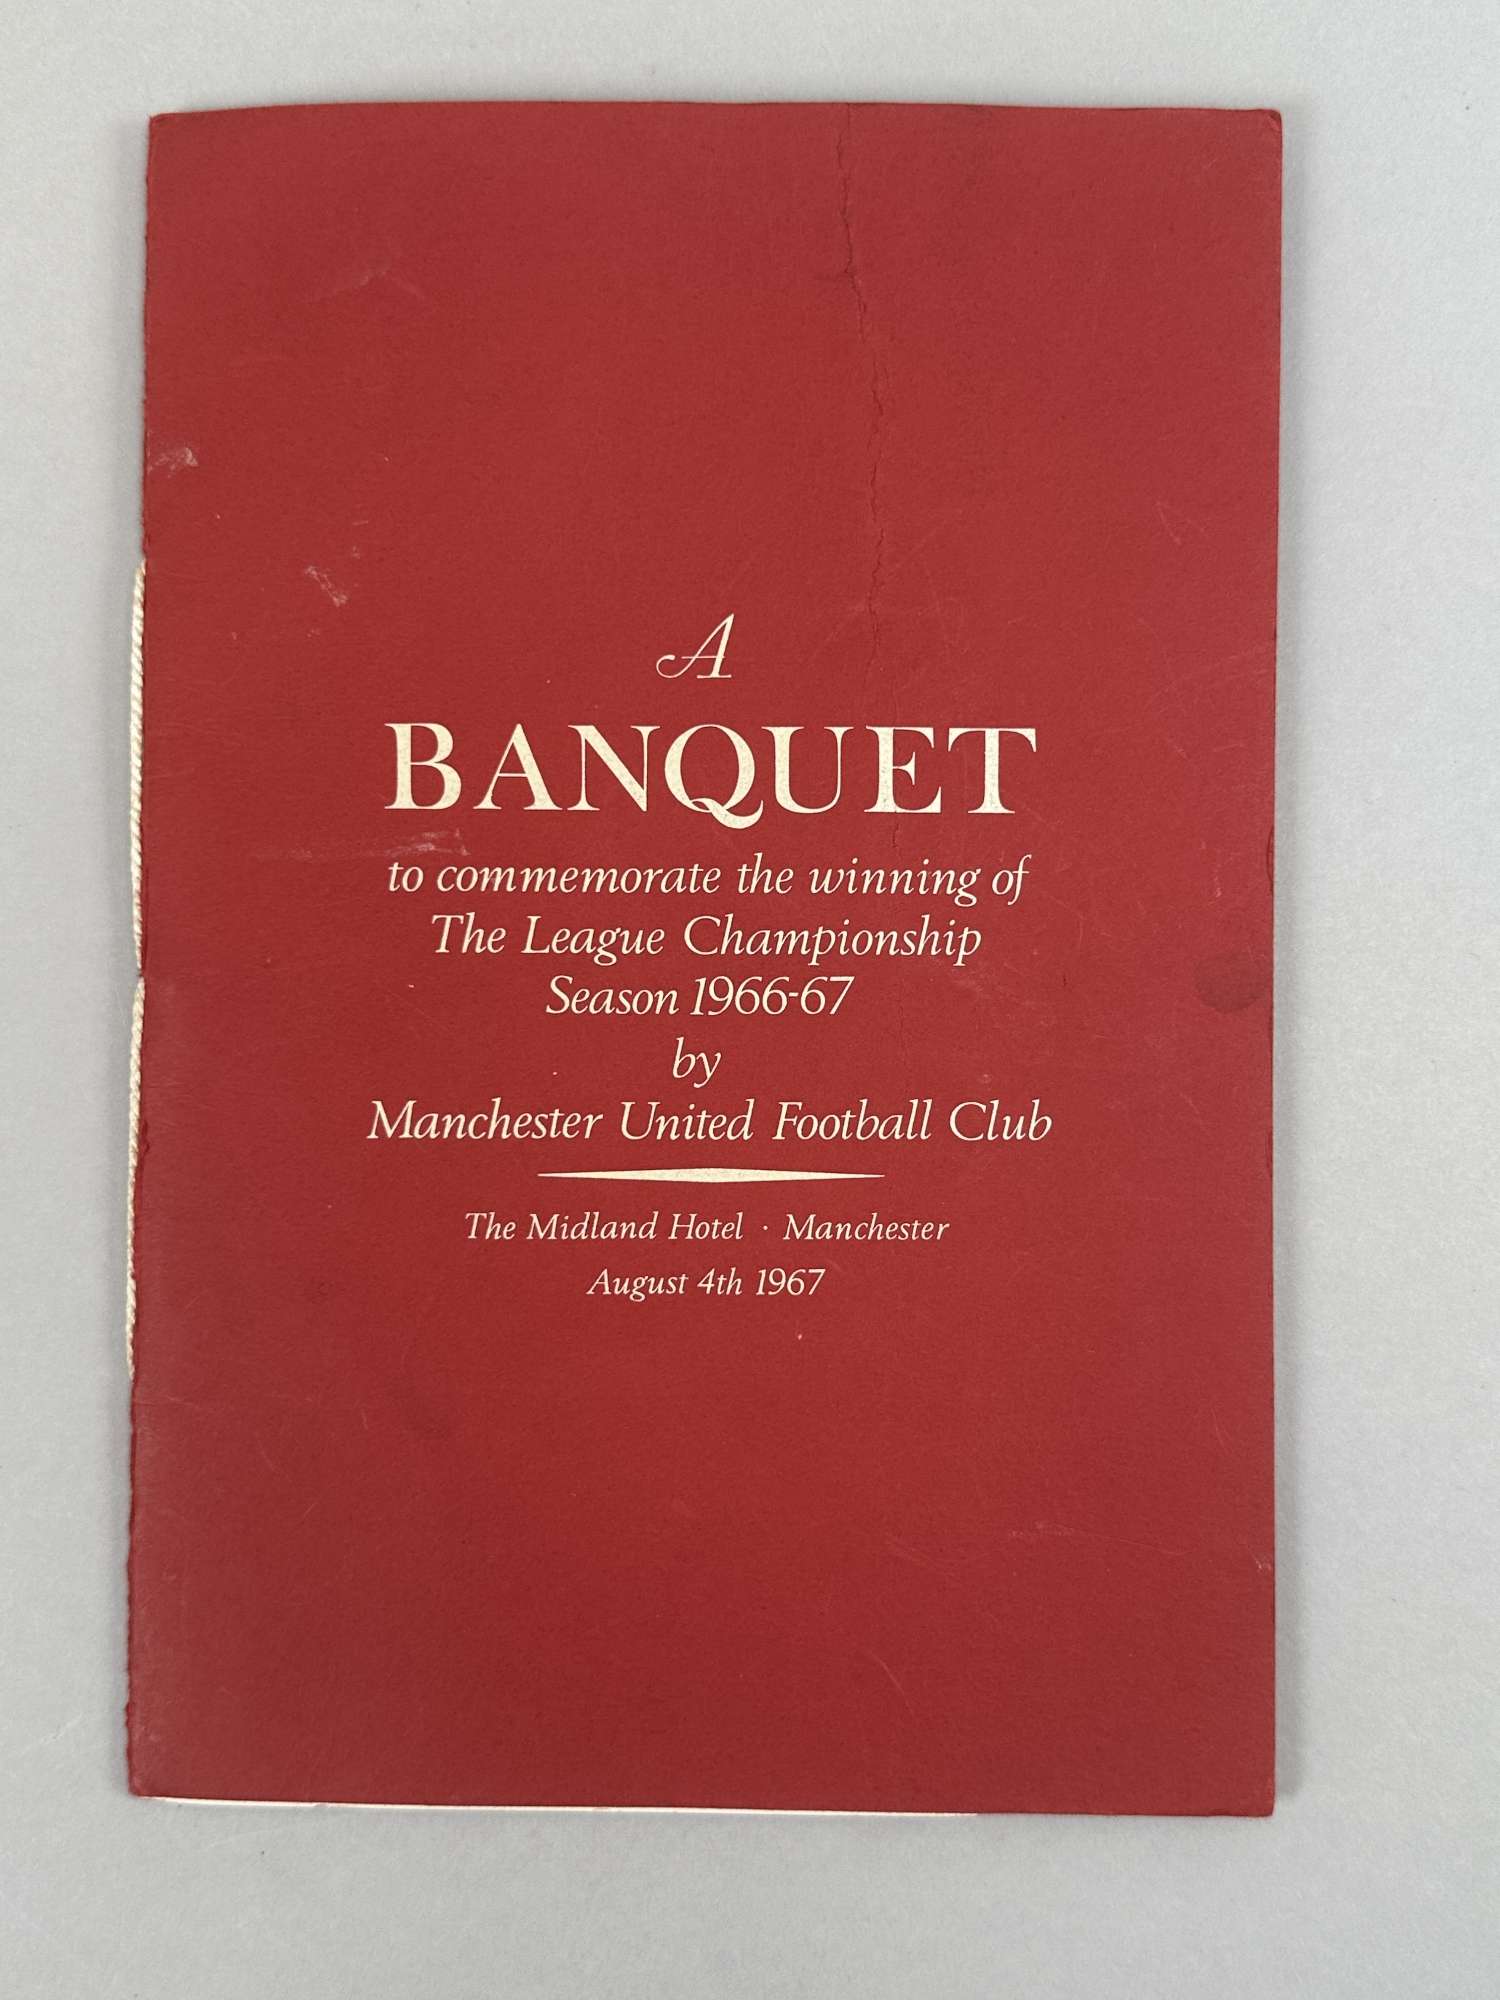 A
BANQUET
to commemorate the winning of
The League Championship
Season 1966-67
by
Manchester United Football Club
The Midland Hotel · Manchester
August 4th 1967